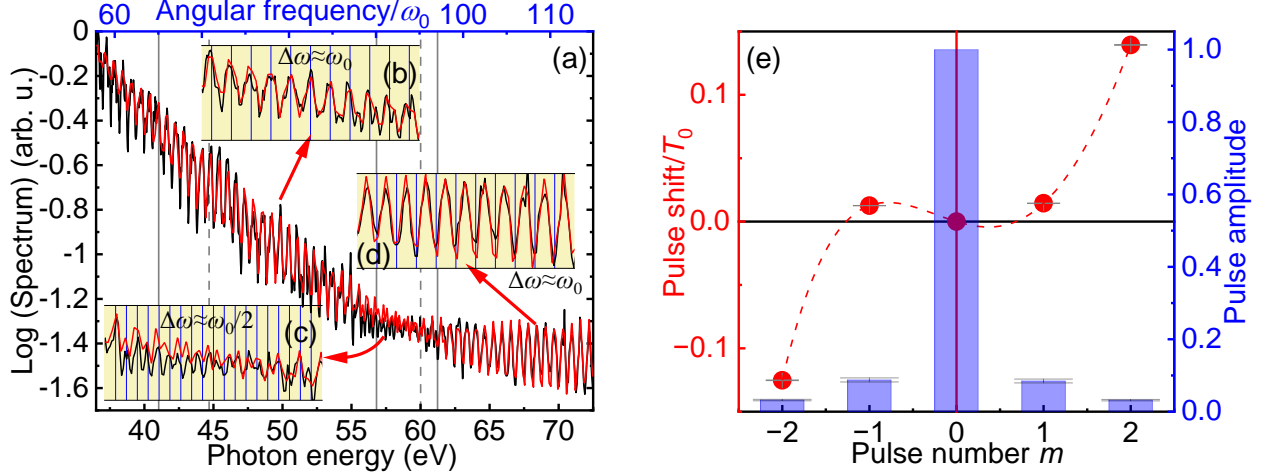 Angular frequency/ω₀
60
100
110
0
-0.2
-0.4
-0.6
-0.8
-1
-1.2
-1.4
-1.6
Log (Spectrum) (arb. u.)
(a)
Δω≈ω₀
(b)
(d)
Δω≈ω₀
Δω≈ω₀/2
(c)
40
45
50
55
60
65
70
Photon energy (eV)
(e)
0.1
0.0
−0.1
Pulse shift/T₀
1.0
0.8
0.6
0.4
0.2
0.0
Pulse amplitude
−2
−1
0
1
2
Pulse number m